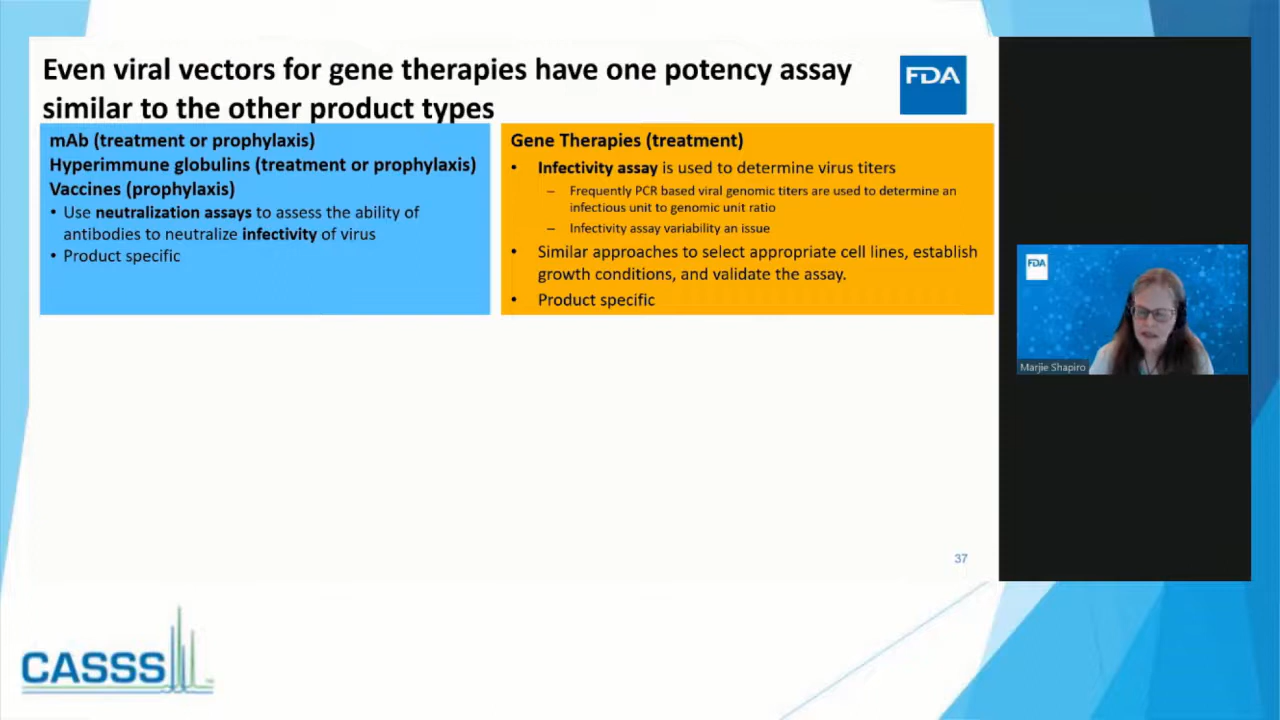 Even viral vectors for gene therapies have one potency assay
similar to the other product types
FDA
mAb (treatment or prophylaxis)
Hyperimmune globulins (treatment or prophylaxis)
Vaccines (prophylaxis)
• Use neutralization assays to assess the ability of
antibodies to neutralize infectivity of virus
• Product specific
Gene Therapies (treatment)
• Infectivity assay is used to determine virus titers
– Frequently PCR based viral genomic titers are used to determine an
infectious unit to genomic unit ratio
– Infectivity assay variability an issue
• Similar approaches to select appropriate cell lines, establish
growth conditions, and validate the assay.
• Product specific
37
FDA
Marjie Shapiro
CASSS